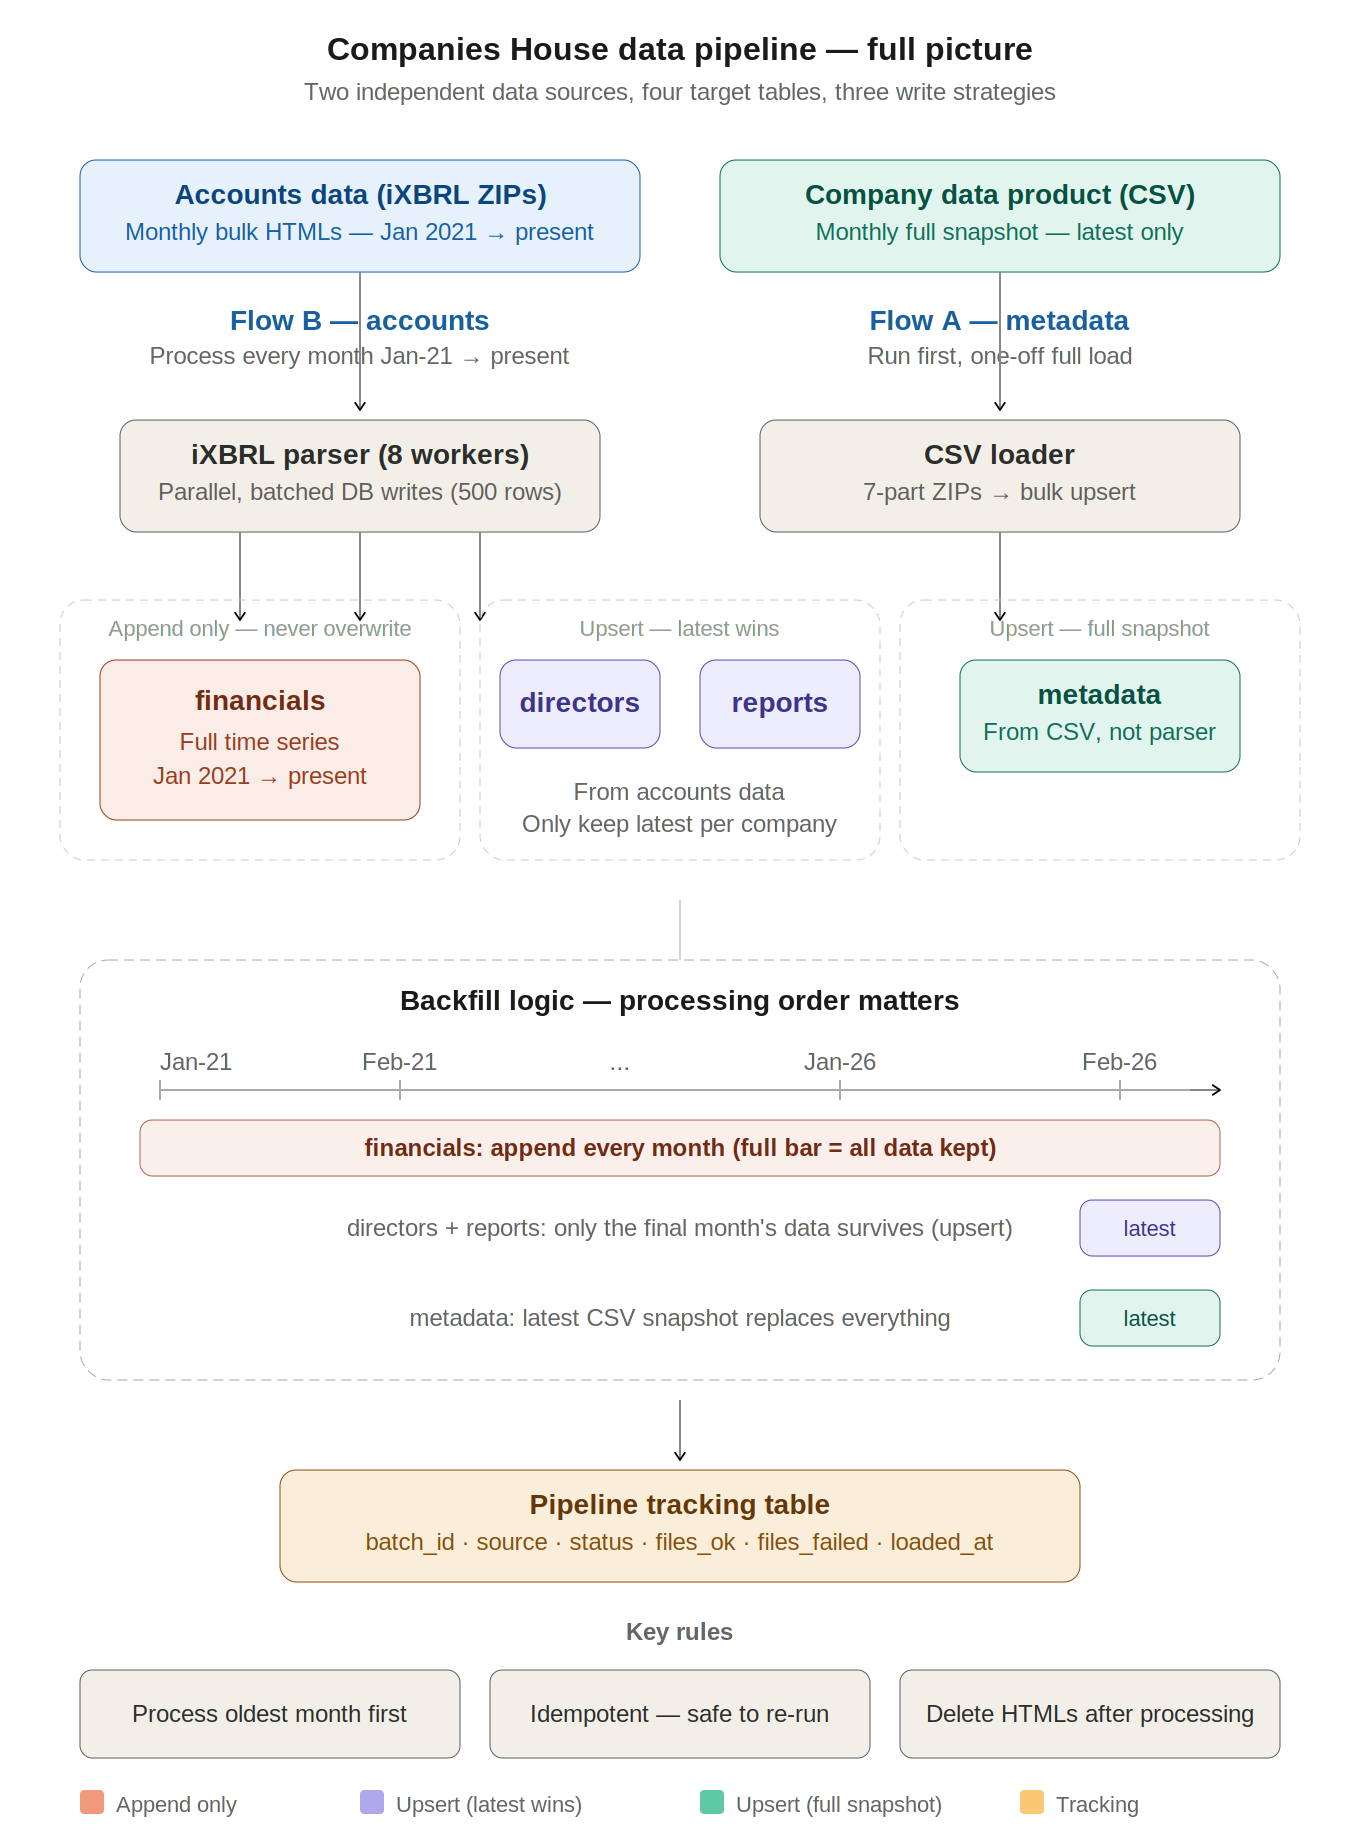 Companies House data pipeline — full picture
Two independent data sources, four target tables, three write strategies
Accounts data (iXBRL ZIPs)
Monthly bulk HTMLs — Jan 2021 → present
Company data product (CSV)
Monthly full snapshot — latest only
Flow B — accounts
Process every month Jan-21 → present
Flow A — metadata
Run first, one-off full load
iXBRL parser (8 workers)
Parallel, batched DB writes (500 rows)
CSV loader
7-part ZIPs → bulk upsert
Append only — never overwrite
financials
Full time series
Jan 2021 → present
Upsert — latest wins
directors
reports
From accounts data
Only keep latest per company
Upsert — full snapshot
metadata
From CSV, not parser
Backfill logic — processing order matters
Jan-21
Feb-21
...
Jan-26
Feb-26
financials: append every month (full bar = all data kept)
directors + reports: only the final month's data survives (upsert)
latest
metadata: latest CSV snapshot replaces everything
latest
Pipeline tracking table
batch_id · source · status · files_ok · files_failed · loaded_at
Key rules
Process oldest month first
Idempotent — safe to re-run
Delete HTMLs after processing
Append only
Upsert (latest wins)
Upsert (full snapshot)
Tracking